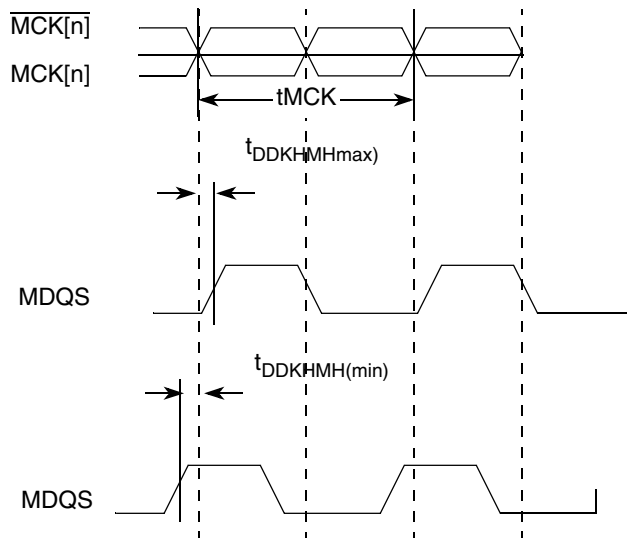 MCK[n]
MCK[n]
tMCK
tDDKHMHmax)
MDQS
tDDKHMH(min)
MDQS